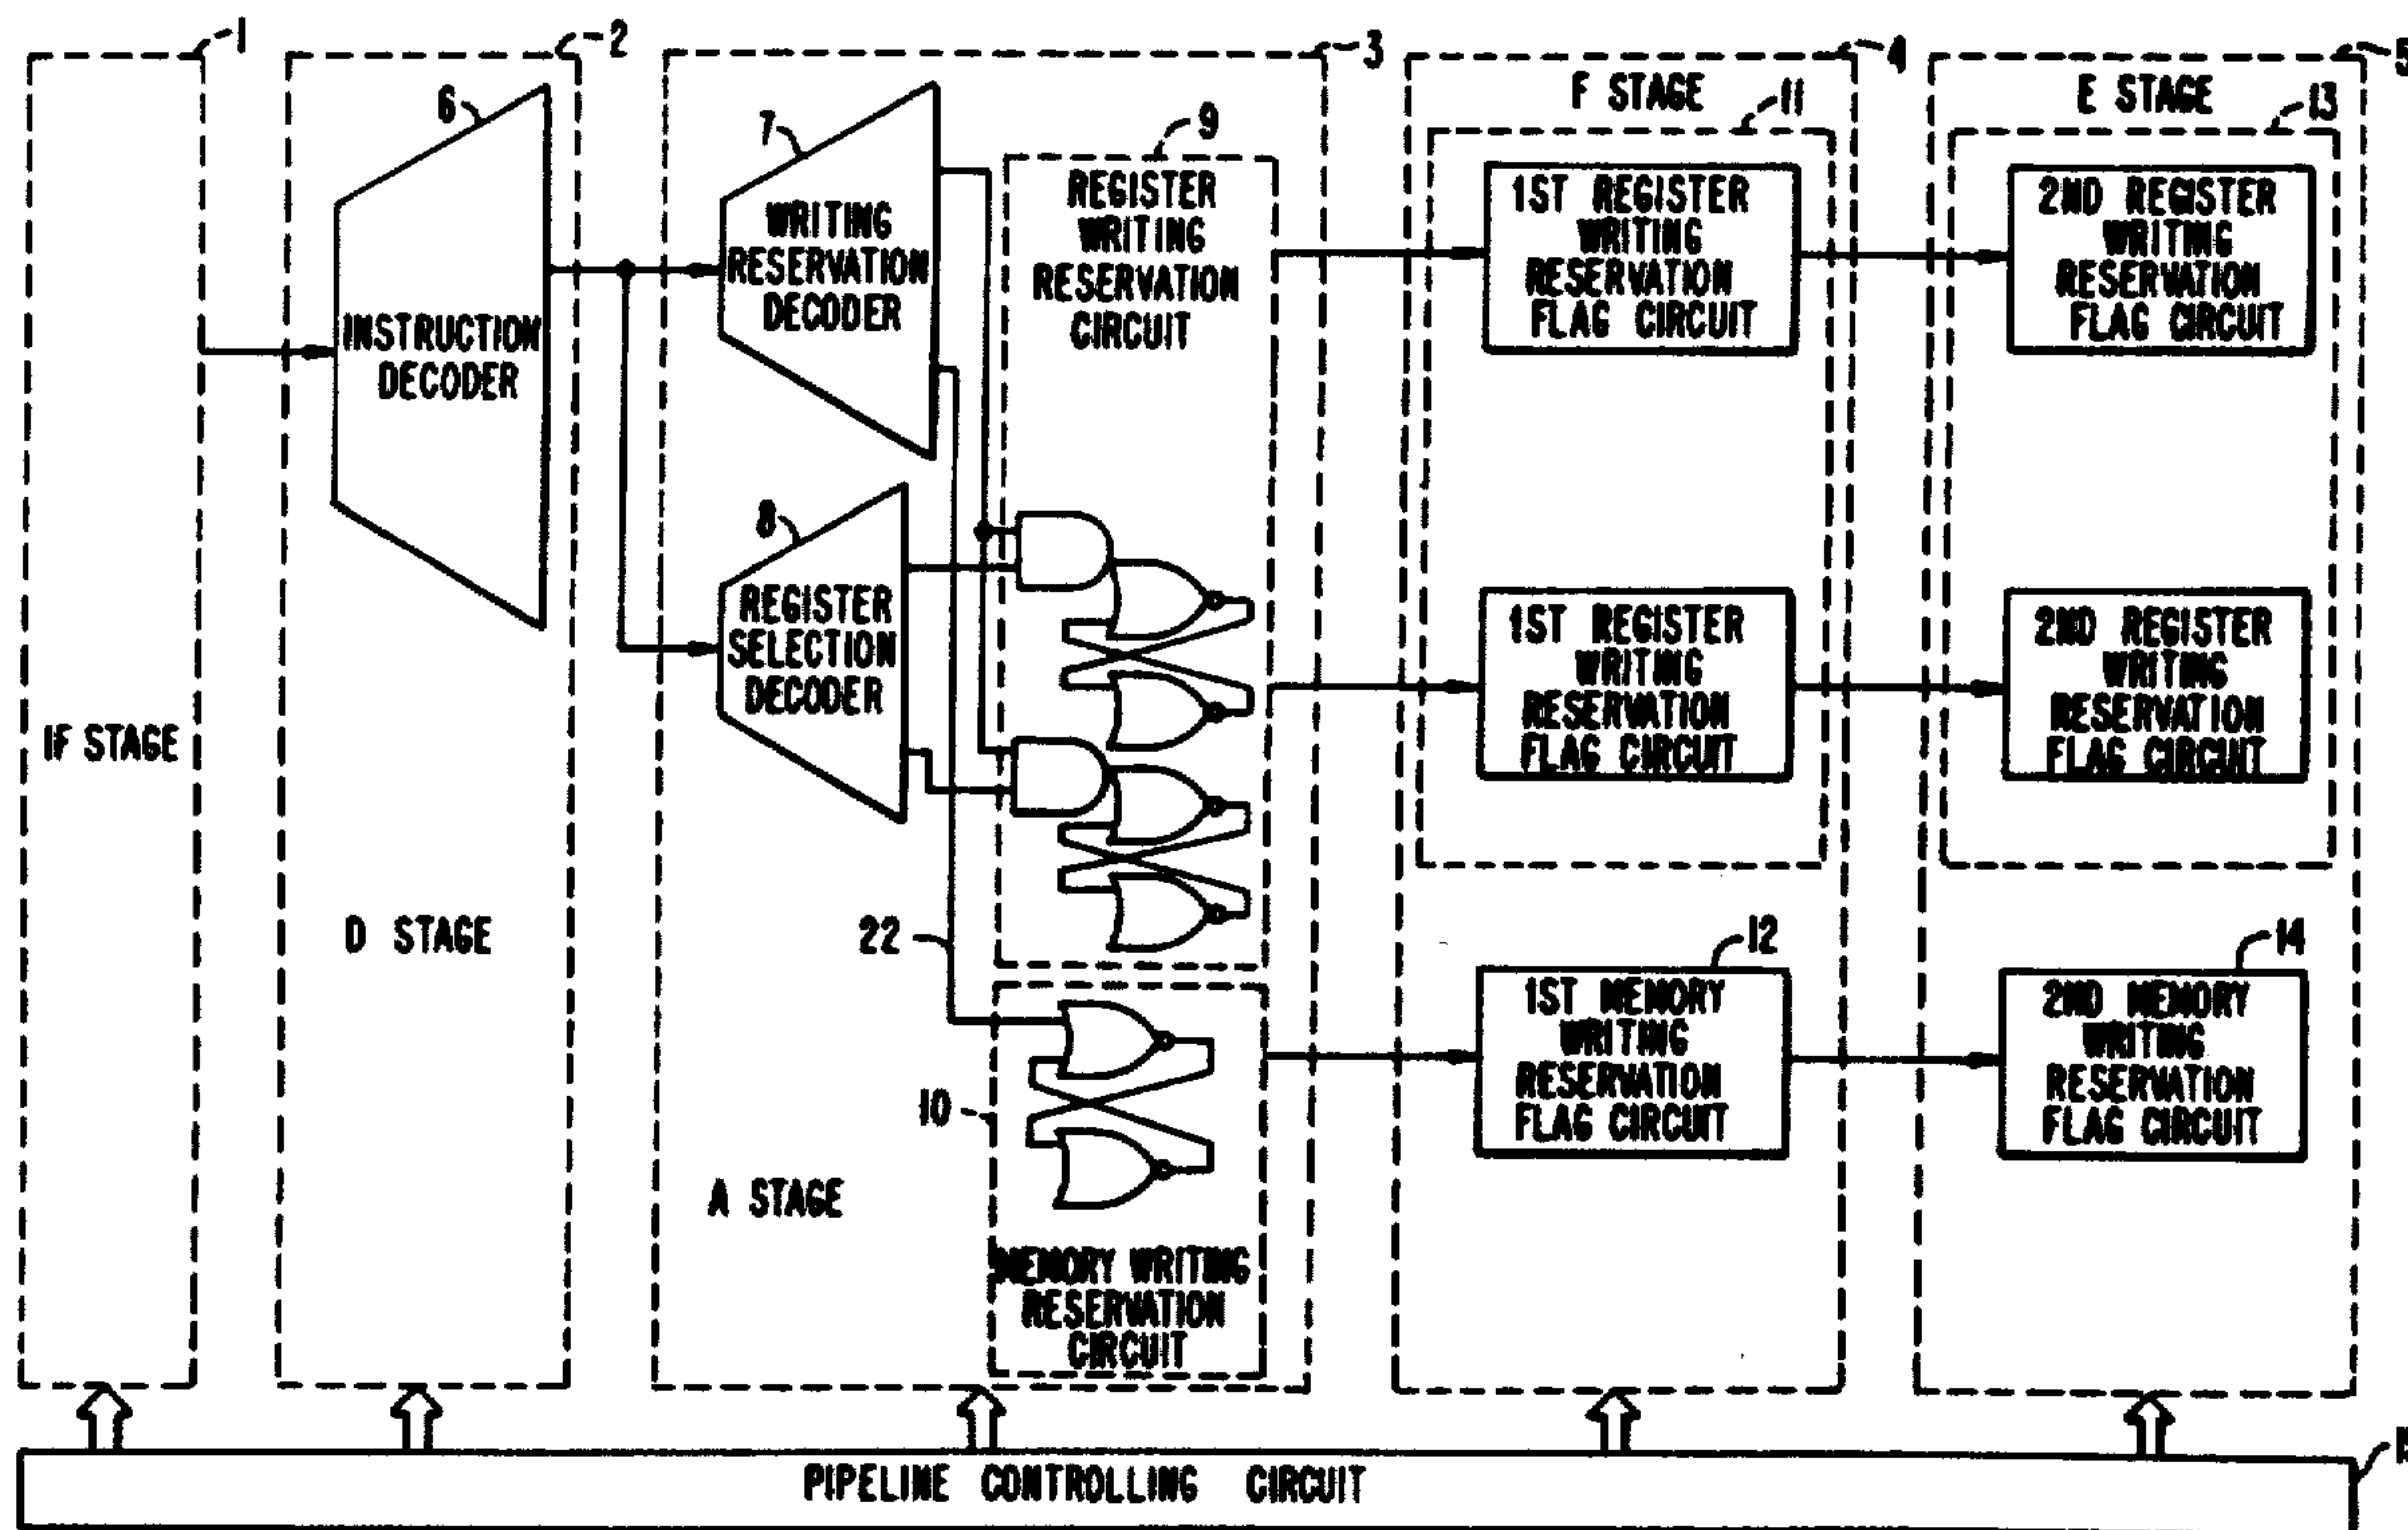 1
2
3
4
5
IF STAGE
6
INSTRUCTION
DECODER
D STAGE
7
WRITING
RESERVATION
DECODER
8
REGISTER
SELECTION
DECODER
9
REGISTER
WRITING
RESERVATION
CIRCUIT
22
10
MEMORY WRITING
RESERVATION
CIRCUIT
A STAGE
F STAGE
11
1ST REGISTER
WRITING
RESERVATION
FLAG CIRCUIT
1ST REGISTER
WRITING
RESERVATION
FLAG CIRCUIT
12
1ST MEMORY
WRITING
RESERVATION
FLAG CIRCUIT
E STAGE
13
2ND REGISTER
WRITING
RESERVATION
FLAG CIRCUIT
2ND REGISTER
WRITING
RESERVATION
FLAG CIRCUIT
14
2ND MEMORY
WRITING
RESERVATION
FLAG CIRCUIT
PIPELINE CONTROLLING CIRCUIT